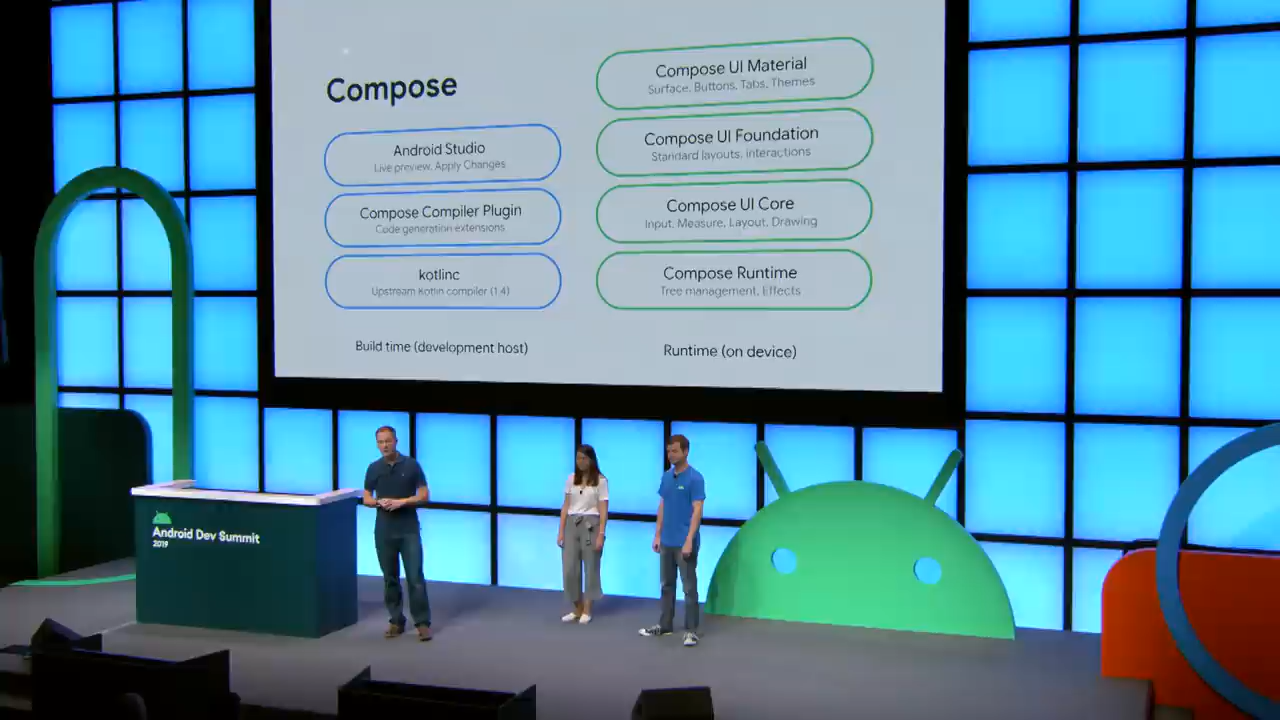 Compose
Android Studio
Live preview, Apply Changes
Compose Compiler Plugin
Code generation extensions
kotlinc
Upstream Kotlin compiler (1.4)
Build time (development host)
Compose UI Material
Surface, Buttons, Tabs, Themes
Compose UI Foundation
Standard layouts, interactions
Compose UI Core
Input, Measure, Layout, Drawing
Compose Runtime
Tree management, Effects
Runtime (on device)
Android Dev Summit
2019